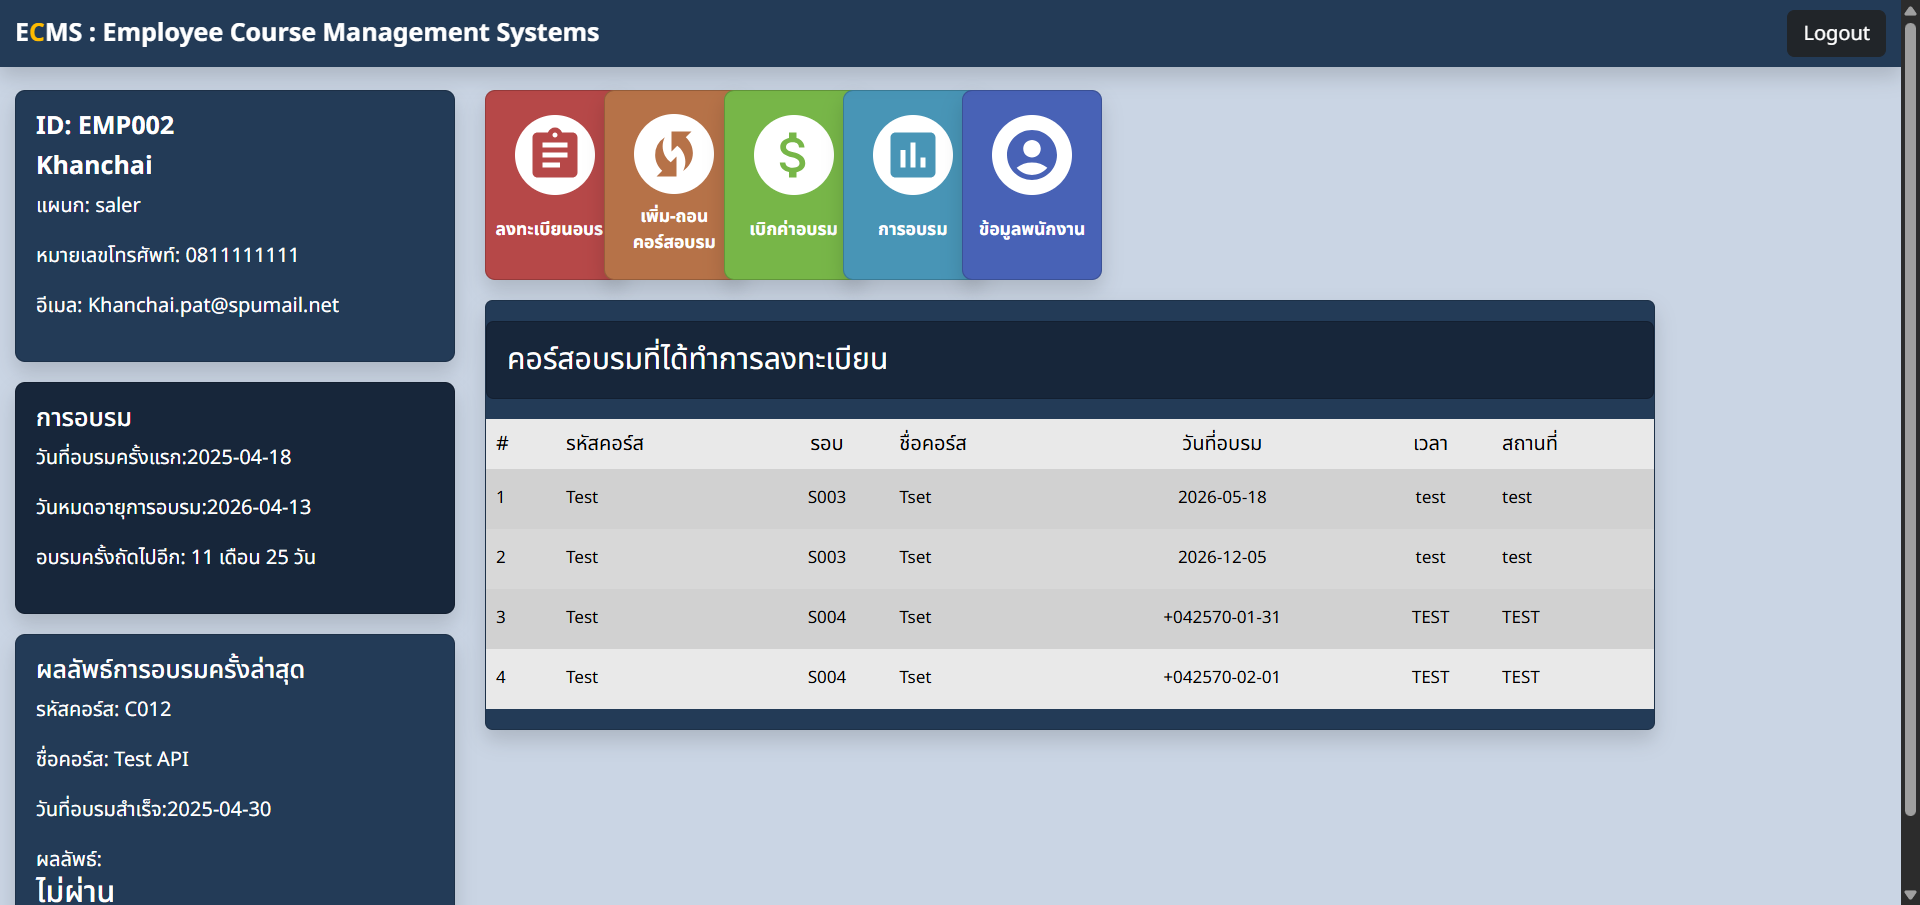 ECMS : Employee Course Management Systems
Logout
ID: EMP002
Khanchai
แผนก: saler
หมายเลขโทรศัพท์: 0811111111
อีเมล: Khanchai.pat@spumail.net
การอบรม
วันที่อบรมครั้งแรก:2025-04-18
วันหมดอายุการอบรม:2026-04-13
อบรมครั้งถัดไปอีก: 11 เดือน 25 วัน
ผลลัพธ์การอบรมครั้งล่าสุด
รหัสคอร์ส: C012
ชื่อคอร์ส: Test API
วันที่อบรมสำเร็จ:2025-04-30
ผลลัพธ์:
ไม่ผ่าน
ลงทะเบียนอบร
เพิ่ม-ถอน
คอร์สอบรม
เบิกค่าอบรม
การอบรม
ข้อมูลพนักงาน
คอร์สอบรมที่ได้ทำการลงทะเบียน
# รหัสคอร์ส รอบ ชื่อคอร์ส วันที่อบรม เวลา สถานที่
1 Test S003 Tset 2026-05-18 test test
2 Test S003 Tset 2026-12-05 test test
3 Test S004 Tset +042570-01-31 TEST TEST
4 Test S004 Tset +042570-02-01 TEST TEST